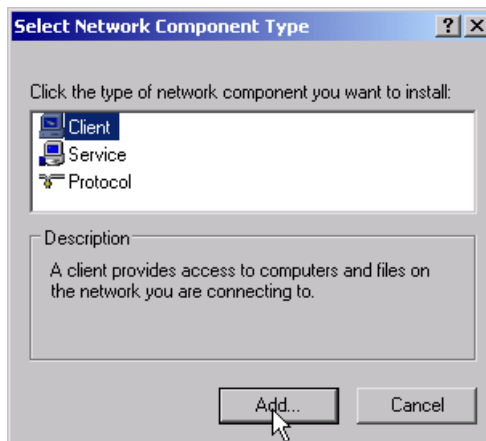 Select Network Component Type
Click the type of network component you want to install:
Client
Service
Protocol
Description
A client provides access to computers and files on
the network you are connecting to.
Add...
Cancel